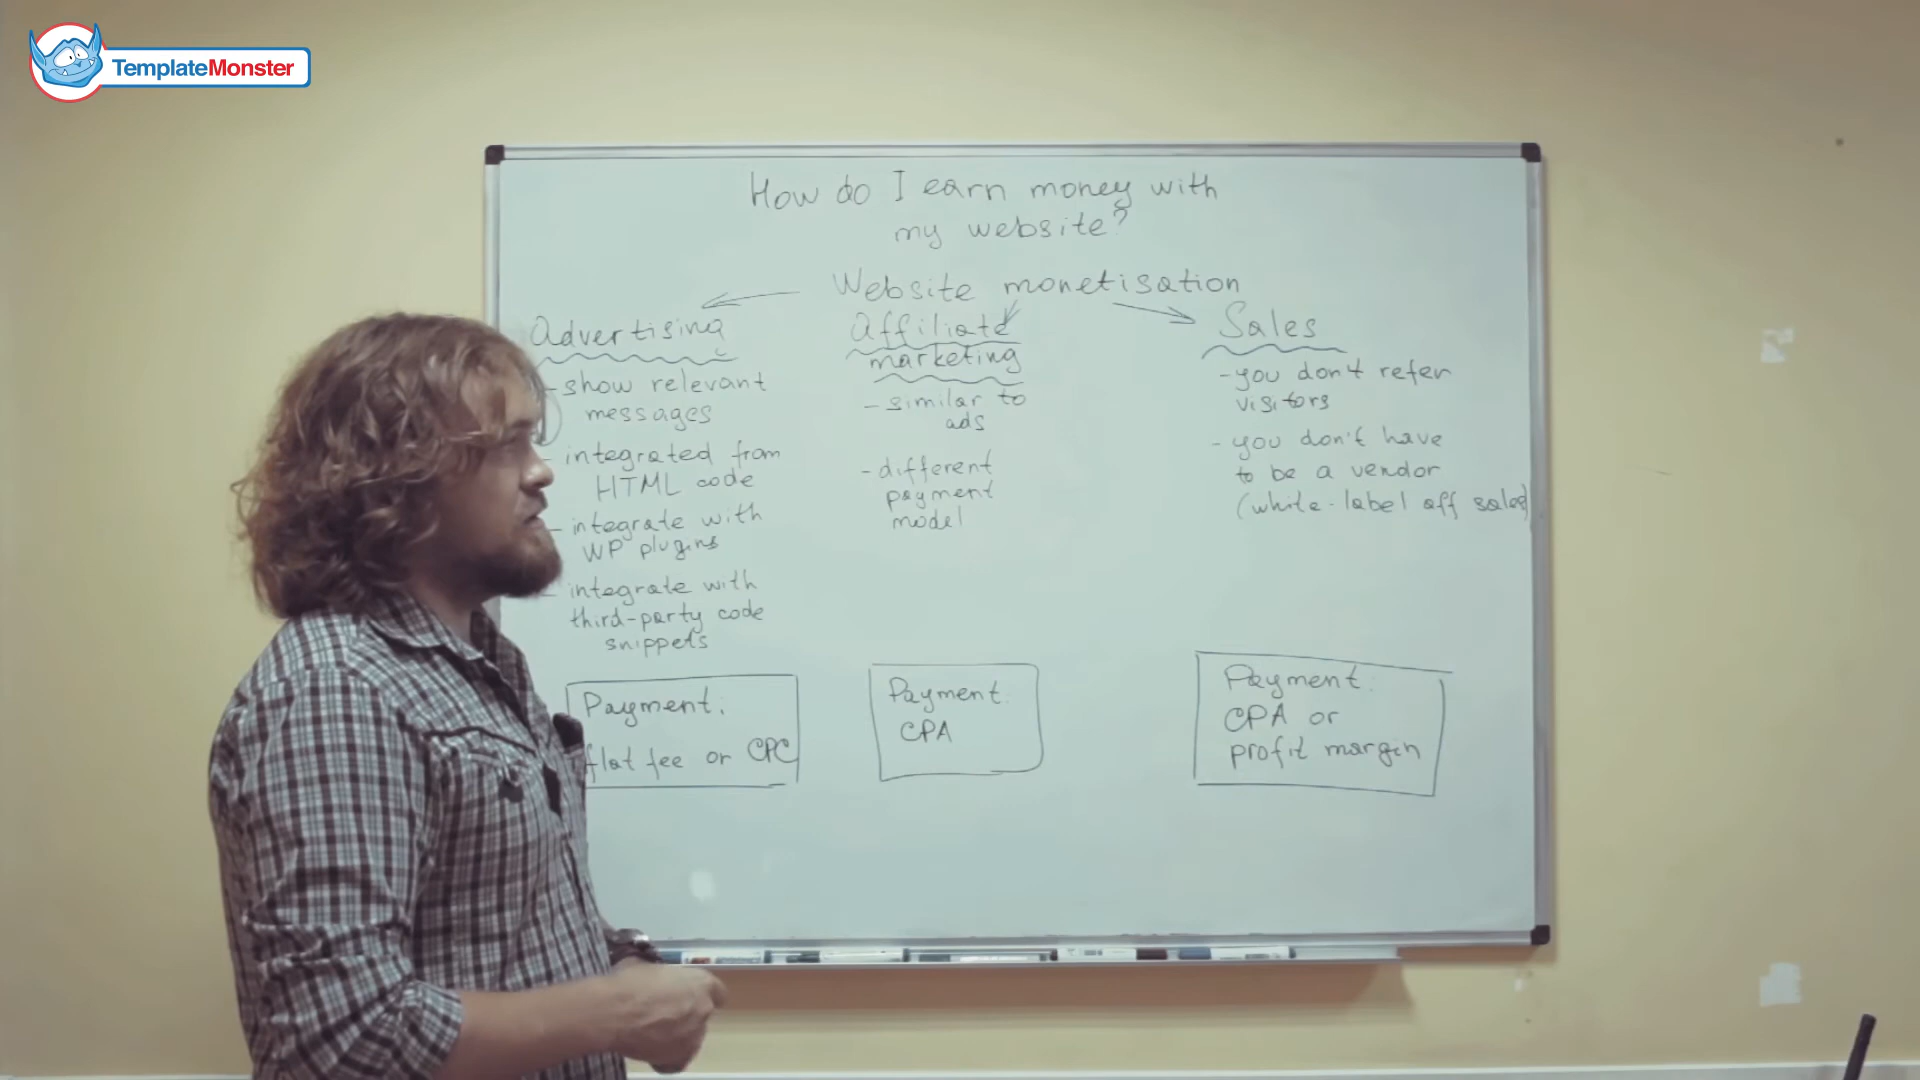 TemplateMonster
How do I earn money with
my website?
Website monetisation
Advertising
- show relevant
messages
- integrated from
HTML code
- integrate with
WP plugins
- integrate with
third-party code
snippets
Payment:
flat fee or CPC
Affiliate
marketing
- similar to
ads
- different
payment
model
Payment:
CPA
Sales
- you don't refer
visitors
- you don't have
to be a vendor
(white-label off sales)
Payment:
CPA or
profit margin